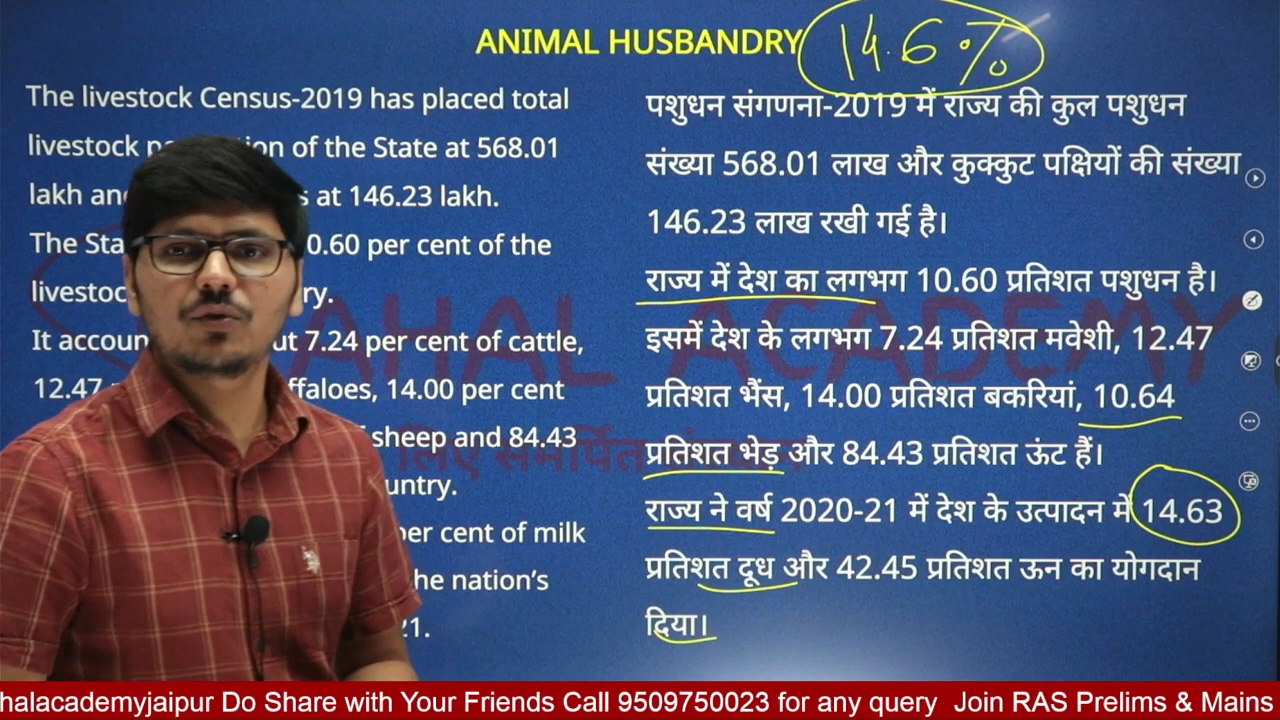 ANIMAL HUSBANDRY
14.6%
The livestock Census-2019 has placed total
livestock of the State at 568.01
lakh at 146.23 lakh.
The 0.60 per cent of the
7.24 per cent of cattle,
12.47 14.00 per cent
sheep and 84.43
per cent of milk
nation's
पशुधन संगणना-2019 में राज्य की कुल पशुधन
संख्या 568.01 लाख और कुक्कुट पक्षियों की संख्या
146.23 लाख रखी गई है।
राज्य में देश का लगभग 10.60 प्रतिशत पशुधन है।
इसमें देश के लगभग 7.24 प्रतिशत मवेशी, 12.47
प्रतिशत भैंस, 14.00 प्रतिशत बकरियां, 10.64
प्रतिशत भेड़ और 84.43 प्रतिशत ऊंट हैं।
राज्य ने वर्ष 2020-21 में देश के उत्पादन में 14.63
प्रतिशत दूध और 42.45 प्रतिशत ऊन का योगदान
दिया।
ACADEMY
लिए समर्पित
halacademyjaipur Do Share with Your Friends Call 9509750023 for any query Join RAS Prelims & Mains